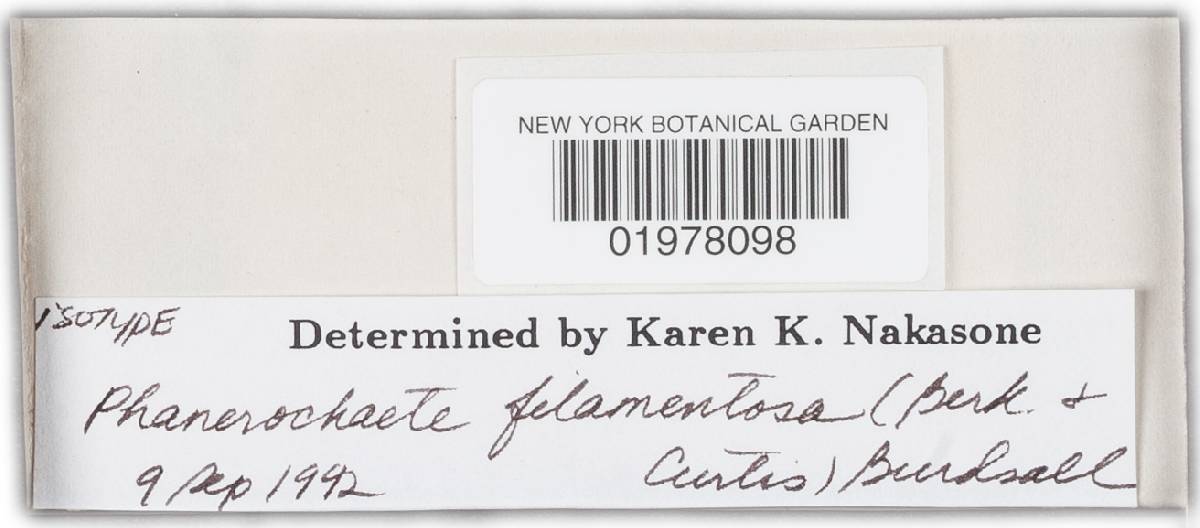 NEW YORK BOTANICAL GARDEN
01978098
ISOTYPE
Determined by Karen K. Nakasone
Phanerochaete filamentosa (Berk. &
Curtis) Burdsall
9 Sep 1992